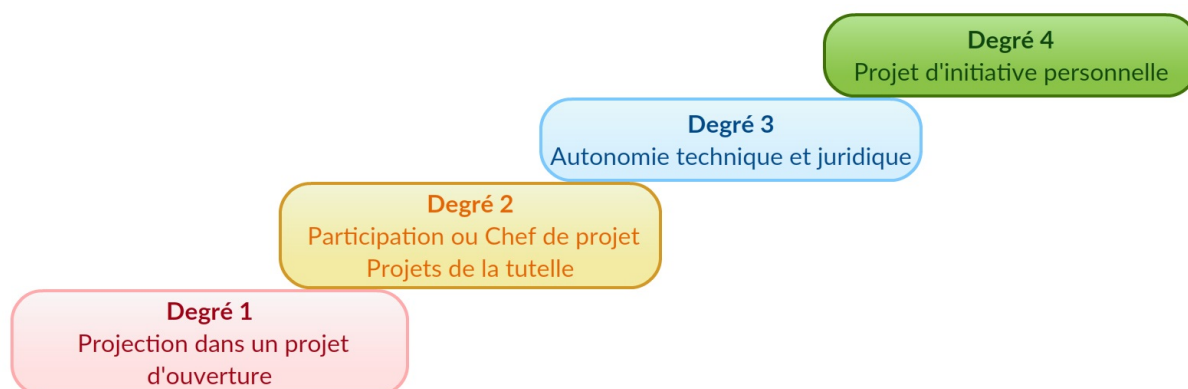 Degré 4
Projet d'initiative personnelle
Degré 3
Autonomie technique et juridique
Degré 2
Participation ou Chef de projet
Projets de la tutelle
Degré 1
Projection dans un projet
d'ouverture